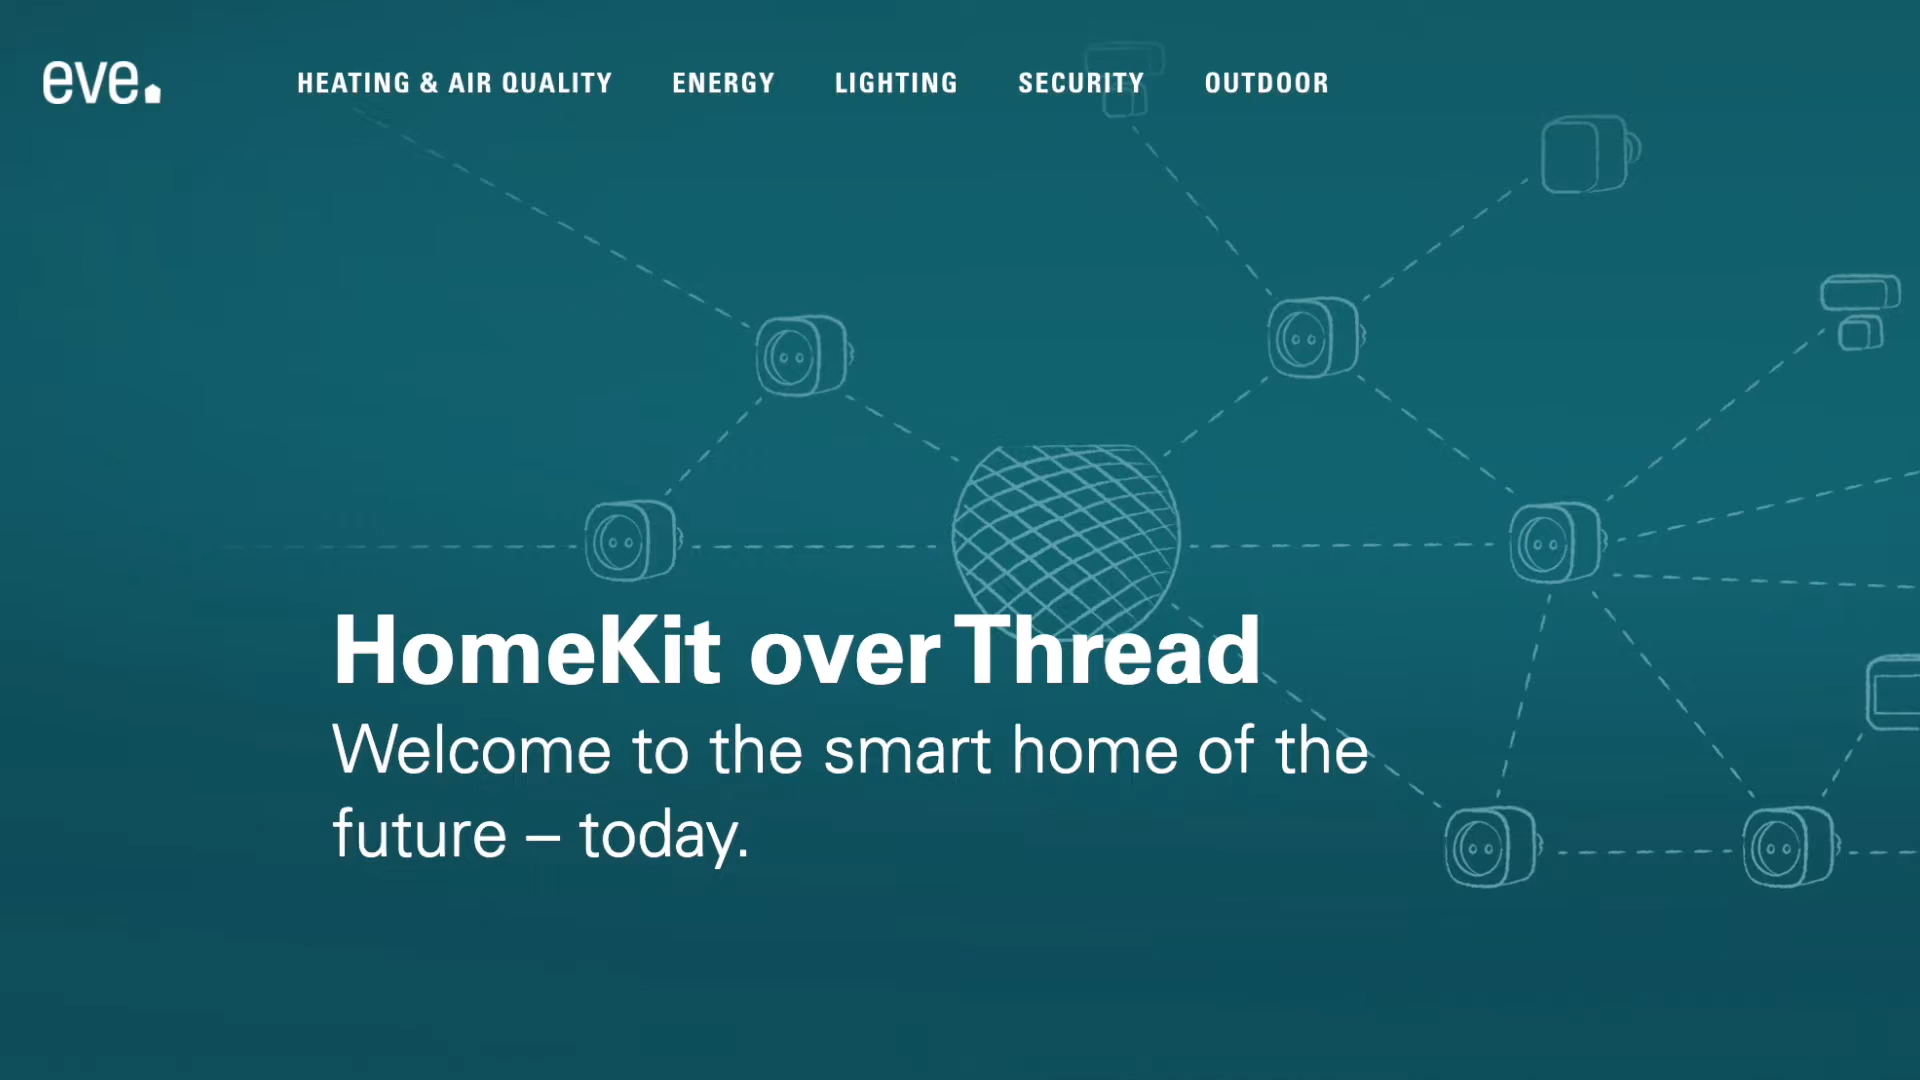 eve
HEATING & AIR QUALITY ENERGY LIGHTING SECURITY OUTDOOR
HomeKit over Thread
Welcome to the smart home of the
future – today.